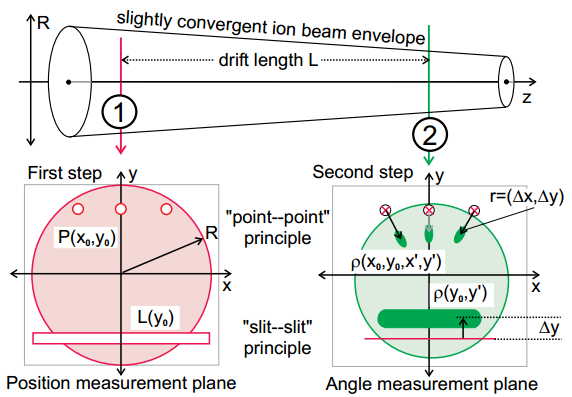 R
slightly convergent ion beam envelope
drift length L
z
1
2
First step
y
P(x₀,y₀)
R
x
L(y₀)
Position measurement plane
"point--point"
principle
"slit--slit"
principle
Second step
y
r=(Δx,Δy)
ρ(x₀,y₀,x',y')
x
ρ(y₀,y')
Δy
Angle measurement plane